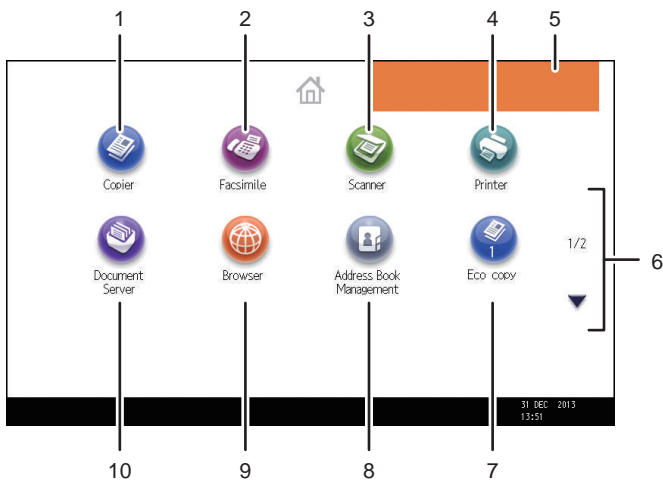 1 2 3 4 5
Copier Facsimile Scanner Printer
1/2
6
Document Browser Address Book Eco copy
Server Management
1
31 DEC 2013
13:51
10 9 8 7